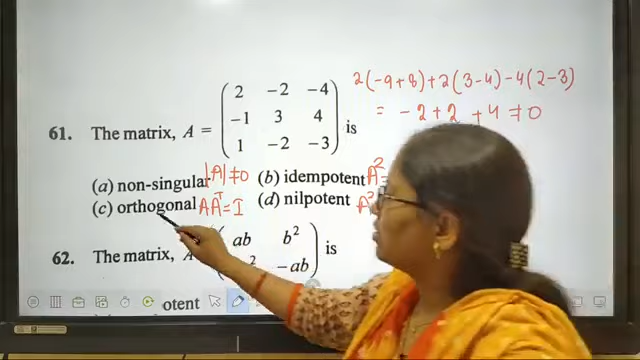 2(-9+8)+2(3-4)-4(2-3)
= -2+2 +4 ≠0
61. The matrix, A = ( 2 -2 -4
-1 3 4
1 -2 -3 ) is
(a) non-singular |A|≠0 (b) idempotent A²=
(c) orthogonal AAᵀ=I (d) nilpotent A²
62. The matrix, A ( ab b²
² -ab ) is
otent